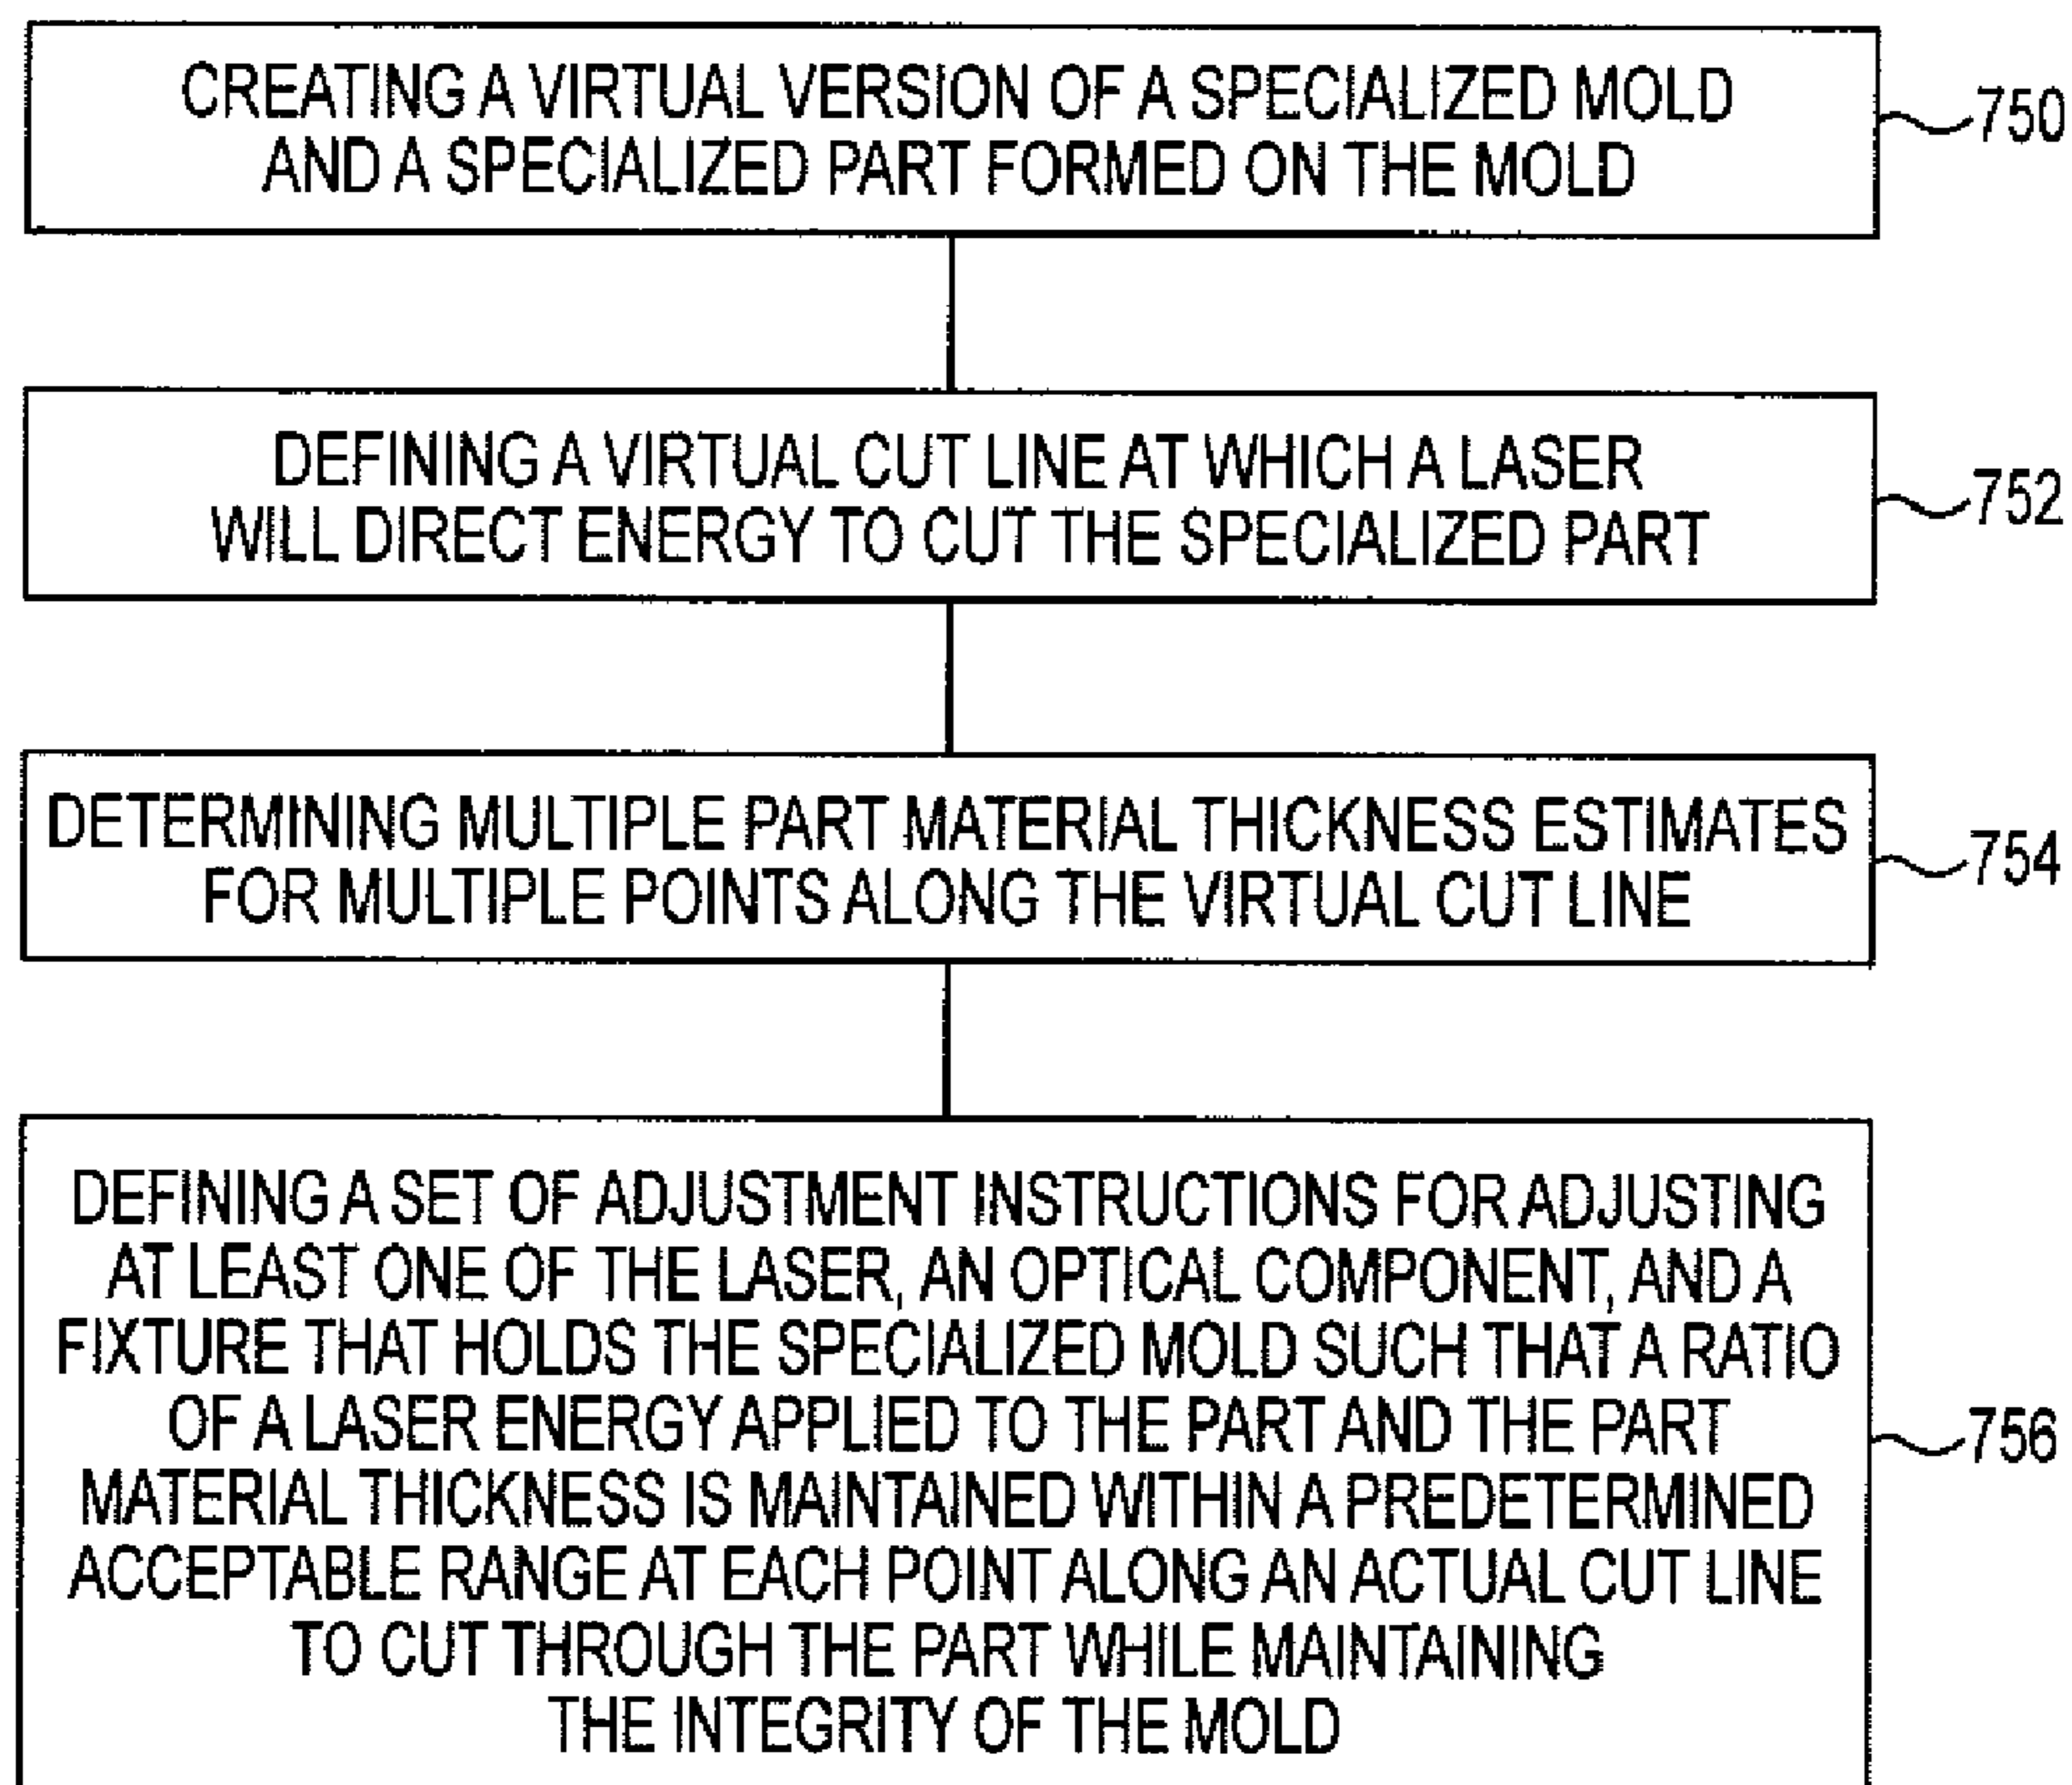 CREATING A VIRTUAL VERSION OF A SPECIALIZED MOLD
AND A SPECIALIZED PART FORMED ON THE MOLD
750
DEFINING A VIRTUAL CUT LINE AT WHICH A LASER
WILL DIRECT ENERGY TO CUT THE SPECIALIZED PART
752
DETERMINING MULTIPLE PART MATERIAL THICKNESS ESTIMATES
FOR MULTIPLE POINTS ALONG THE VIRTUAL CUT LINE
754
DEFINING A SET OF ADJUSTMENT INSTRUCTIONS FOR ADJUSTING
AT LEAST ONE OF THE LASER, AN OPTICAL COMPONENT, AND A
FIXTURE THAT HOLDS THE SPECIALIZED MOLD SUCH THAT A RATIO
OF A LASER ENERGY APPLIED TO THE PART AND THE PART
MATERIAL THICKNESS IS MAINTAINED WITHIN A PREDETERMINED
ACCEPTABLE RANGE AT EACH POINT ALONG AN ACTUAL CUT LINE
TO CUT THROUGH THE PART WHILE MAINTAINING
THE INTEGRITY OF THE MOLD
756